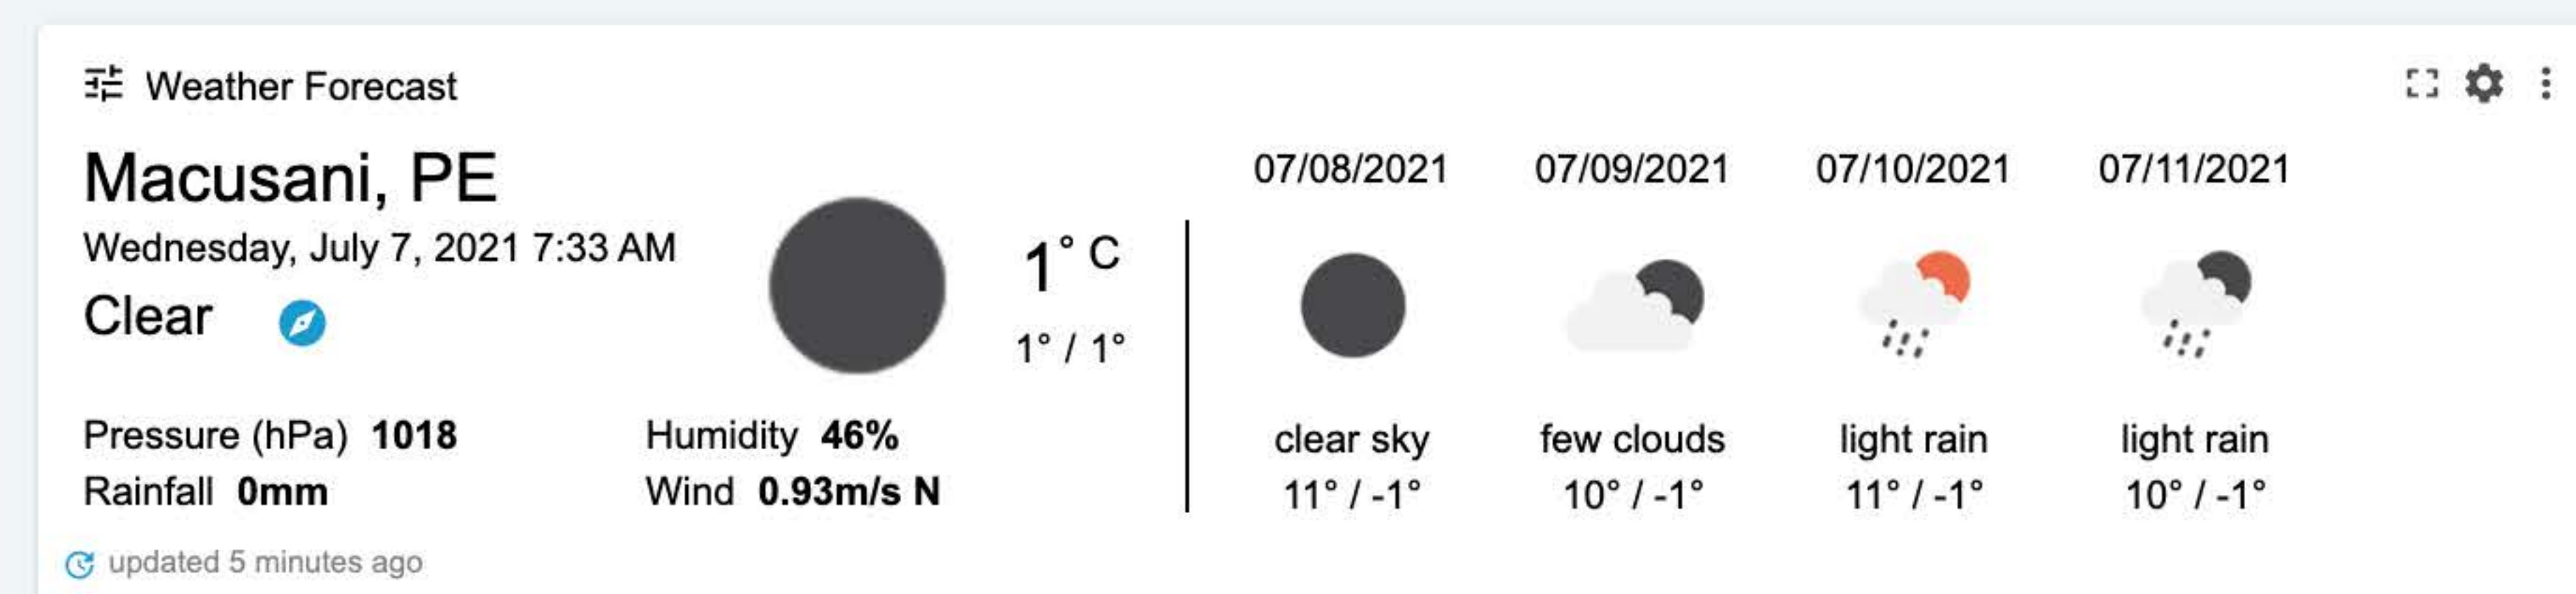 Weather Forecast
Macusani, PE
Wednesday, July 7, 2021 7:33 AM
Clear
1° C
1° / 1°
Pressure (hPa) 1018
Humidity 46%
Rainfall 0mm
Wind 0.93m/s N
07/08/2021
clear sky
11° / -1°
07/09/2021
few clouds
10° / -1°
07/10/2021
light rain
11° / -1°
07/11/2021
light rain
10° / -1°
updated 5 minutes ago